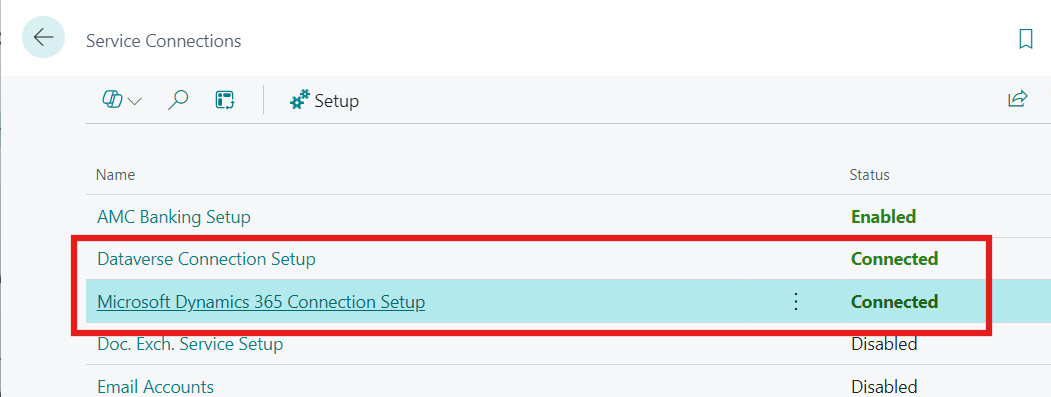 Service Connections
Setup
Name Status
AMC Banking Setup Enabled
Dataverse Connection Setup Connected
Microsoft Dynamics 365 Connection Setup Connected
Doc. Exch. Service Setup Disabled
Email Accounts Disabled